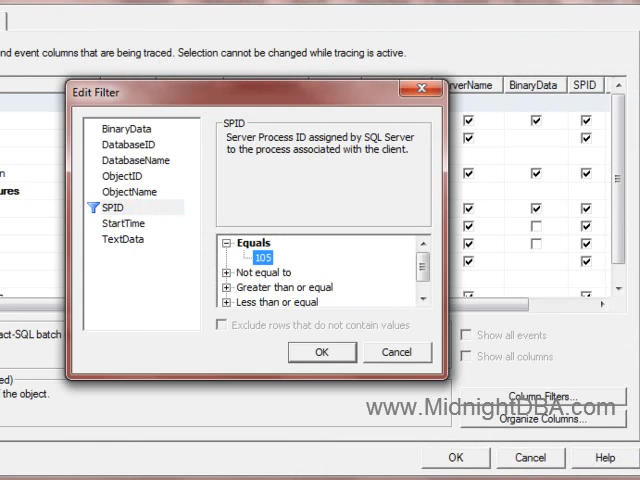 nd event columns that are being traced. Selection cannot be changed while tracing is active.
Edit Filter
rverName BinaryData SPID
BinaryData
DatabaseID
DatabaseName
ObjectID
ObjectName
SPID
StartTime
TextData
SPID
Server Process ID assigned by SQL Server
to the process associated with the client.
n
ures
Equals
105
Not equal to
Greater than or equal
Less than or equal
Exclude rows that do not contain values
OK Cancel
act-SQL batch
Show all events
Show all columns
ed)
f the object.
Column Filters...
www.MidnightDBA.com
Organize Columns...
OK Cancel Help